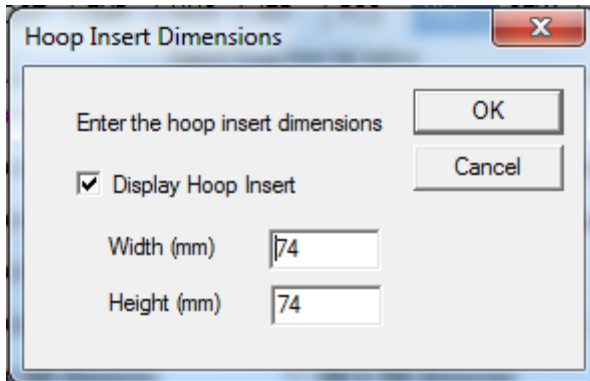 Hoop Insert Dimensions
Enter the hoop insert dimensions
OK
Cancel
Display Hoop Insert
Width (mm) 74
Height (mm) 74